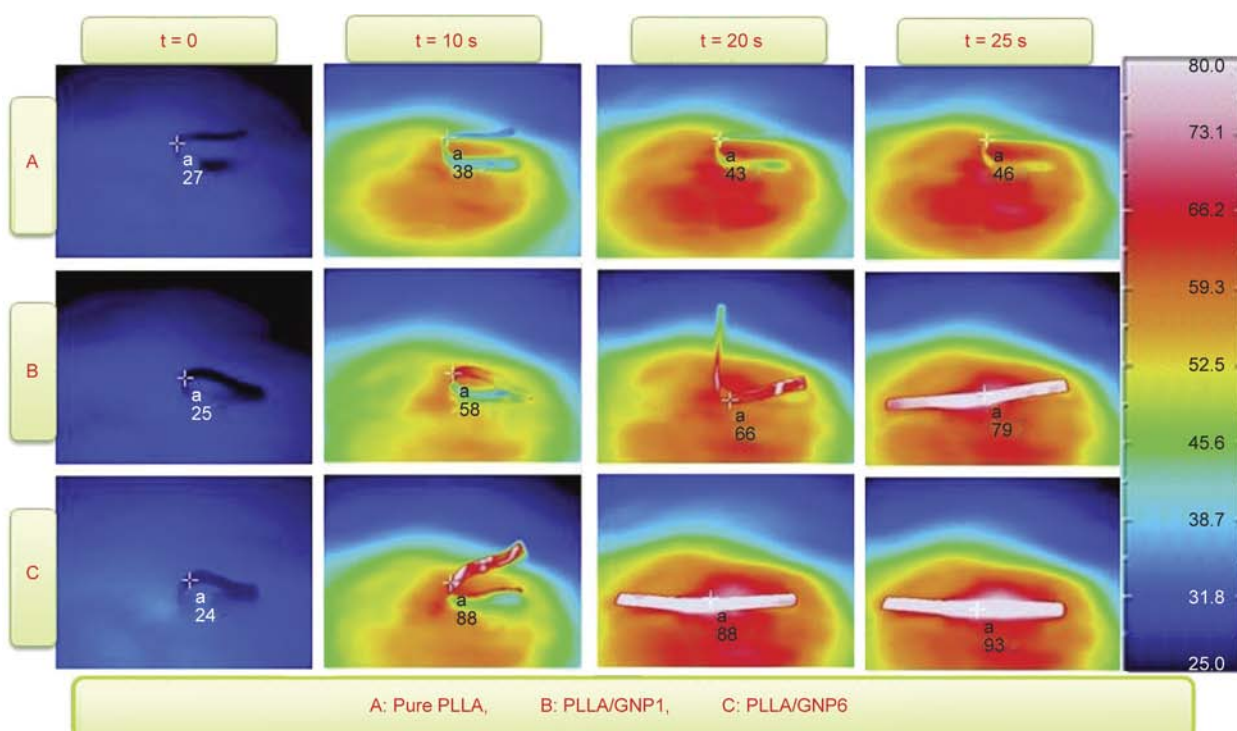 t = 0
t = 10 s
t = 20 s
t = 25 s
A
a
27
a
38
a
43
a
46
B
a
25
a
58
a
66
a
79
C
a
24
a
88
a
88
a
93
80.0
73.1
66.2
59.3
52.5
45.6
38.7
31.8
25.0
A: Pure PLLA, B: PLLA/GNP1, C: PLLA/GNP6